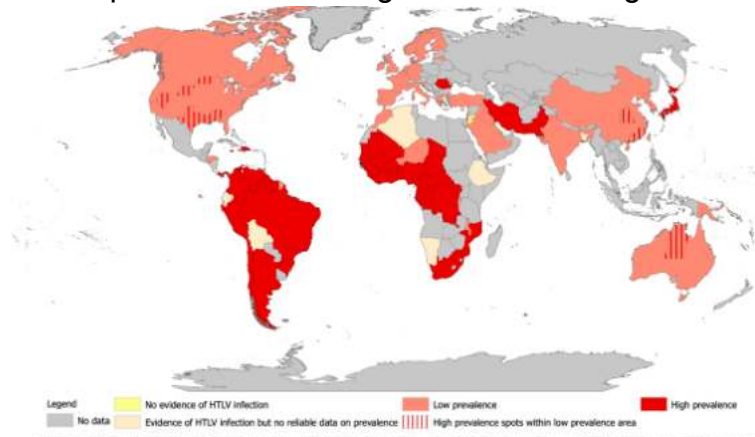 Legend
No data
No evidence of HTLV infection
Evidence of HTLV infection but no reliable data on prevalence
Low prevalence
High prevalence spots within low prevalence area
High prevalence